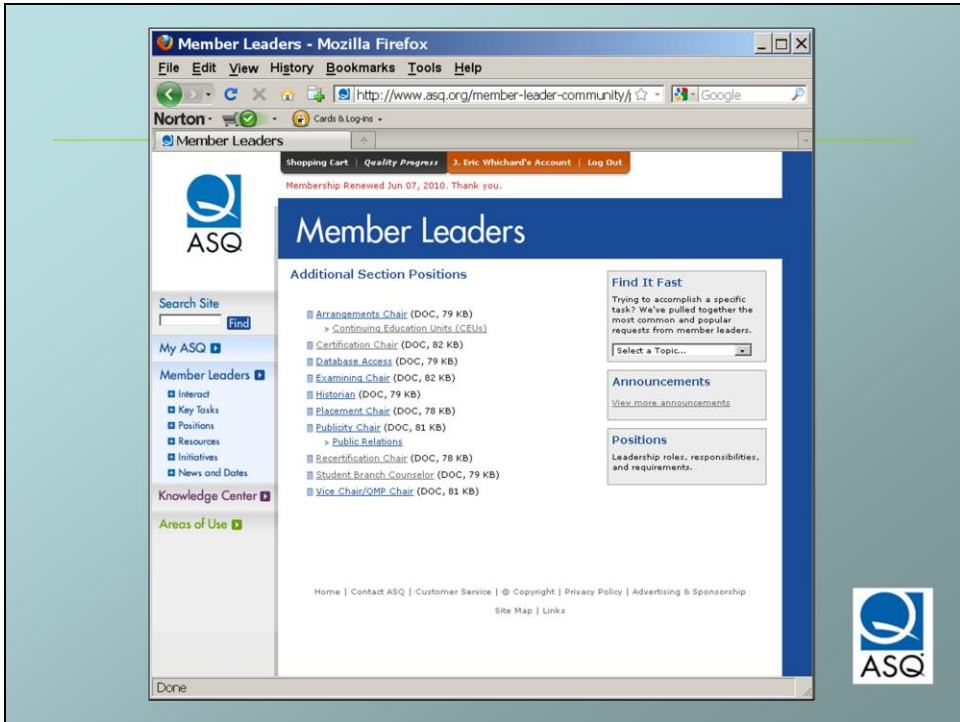 Member Leaders - Mozilla Firefox
File Edit View History Bookmarks Tools Help
http://www.asq.org/member-leader-community/ Google
Norton Cards & Log-ins
Member Leaders
Shopping Cart | Quality Progress J. Eric Whichard's Account | Log Out
Membership Renewed Jun 07, 2010. Thank you.
ASQ
Member Leaders
Search Site
Find
My ASQ
Member Leaders
Interact
Key Tasks
Positions
Resources
Initiatives
News and Dates
Knowledge Center
Areas of Use
Additional Section Positions
Arrangements Chair (DOC, 79 KB)
» Continuing Education Units (CEUs)
Certification Chair (DOC, 82 KB)
Database Access (DOC, 79 KB)
Examining Chair (DOC, 82 KB)
Historian (DOC, 79 KB)
Placement Chair (DOC, 78 KB)
Publicity Chair (DOC, 81 KB)
» Public Relations
Recertification Chair (DOC, 78 KB)
Student Branch Counselor (DOC, 79 KB)
Vice Chair/QMP Chair (DOC, 81 KB)
Find It Fast
Trying to accomplish a specific
task? We've pulled together the
most common and popular
requests from member leaders.
Select a Topic...
Announcements
View more announcements
Positions
Leadership roles, responsibilities,
and requirements.
Home | Contact ASQ | Customer Service | © Copyright | Privacy Policy | Advertising & Sponsorship
Site Map | Links
Done
ASQ